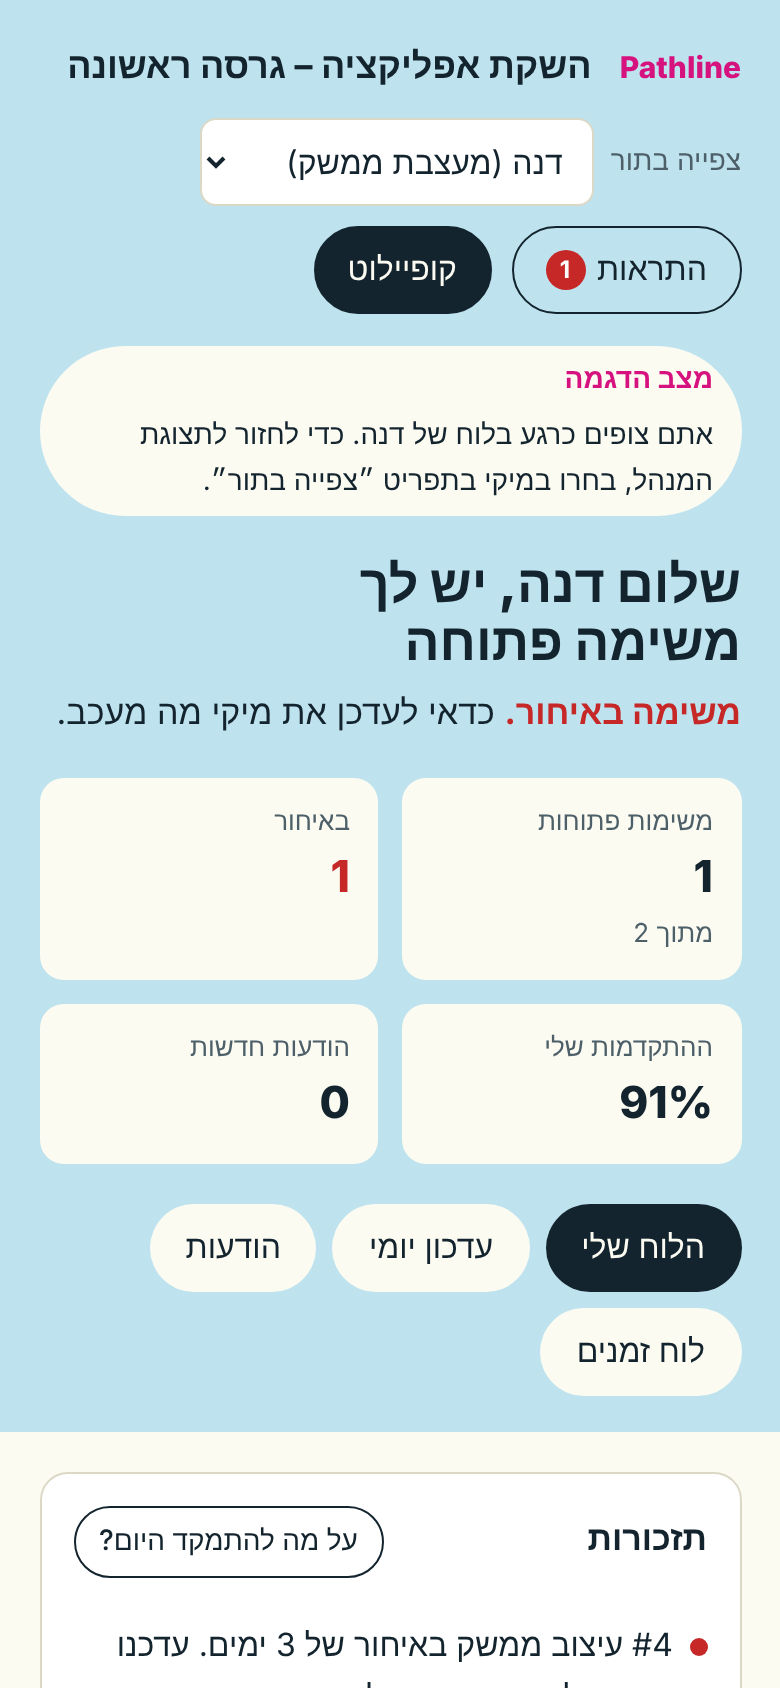 Pathline השקת אפליקציה – גרסה ראשונה
צפייה בתור דנה (מעצבת ממשק)
התראות 1 קופיילוט
מצב הדגמה
אתם צופים כרגע בלוח של דנה. כדי לחזור לתצוגת
המנהל, בחרו במיקי בתפריט ״צפייה בתור״.
שלום דנה, יש לך
משימה פתוחה
משימה באיחור. כדאי לעדכן את מיקי מה מעכב.
משימות פתוחות
1
מתוך 2
באיחור
1
ההתקדמות שלי
91%
הודעות חדשות
0
הלוח שלי עדכון יומי הודעות
לוח זמנים
תזכורות על מה להתמקד היום?
#4 עיצוב ממשק באיחור של 3 ימים. עדכנו